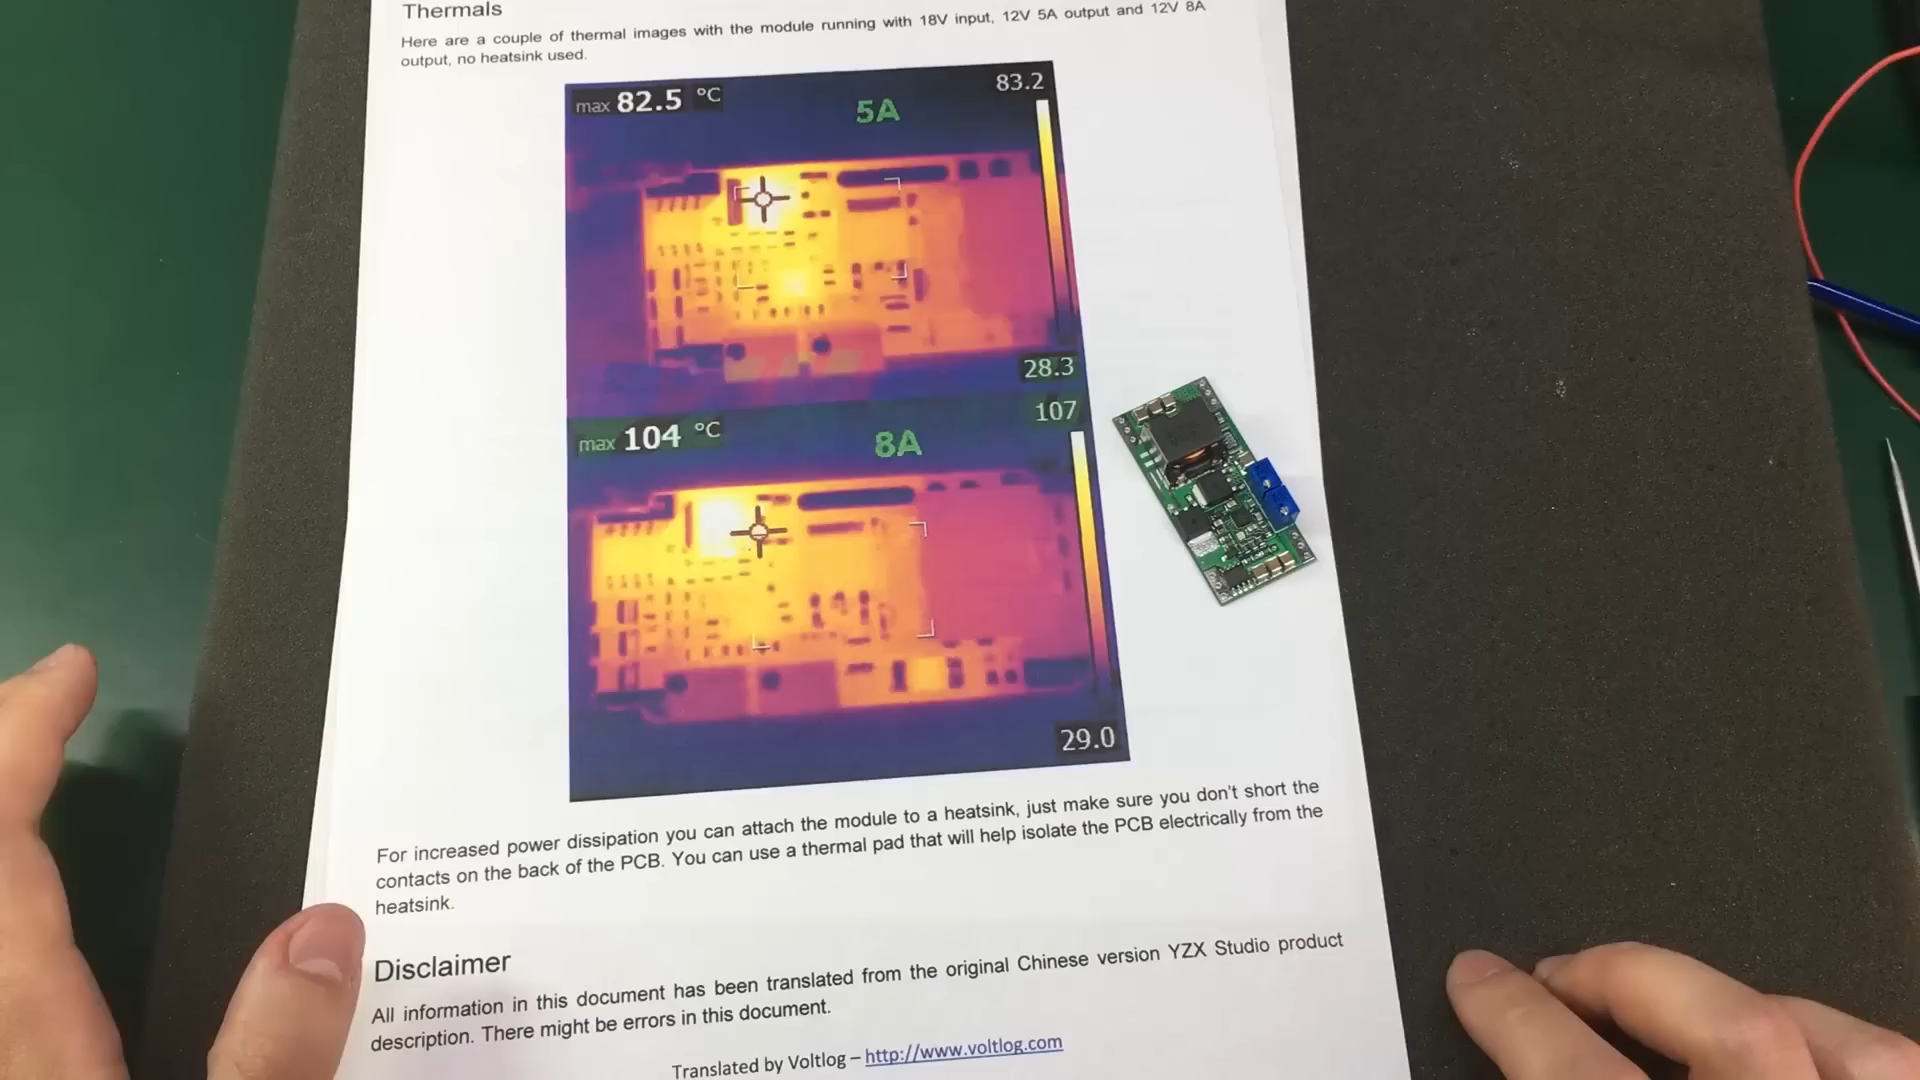 Thermals
Here are a couple of thermal images with the module running with 18V input, 12V 5A output and 12V 8A
output, no heatsink used.
max 82.5 °C
5A
83.2
28.3
max 104 °C
8A
107
29.0
For increased power dissipation you can attach the module to a heatsink, just make sure you don't short the
contacts on the back of the PCB. You can use a thermal pad that will help isolate the PCB electrically from the
heatsink.
Disclaimer
All information in this document has been translated from the original Chinese version YZX Studio product
description. There might be errors in this document.
Translated by Voltlog – http://www.voltlog.com